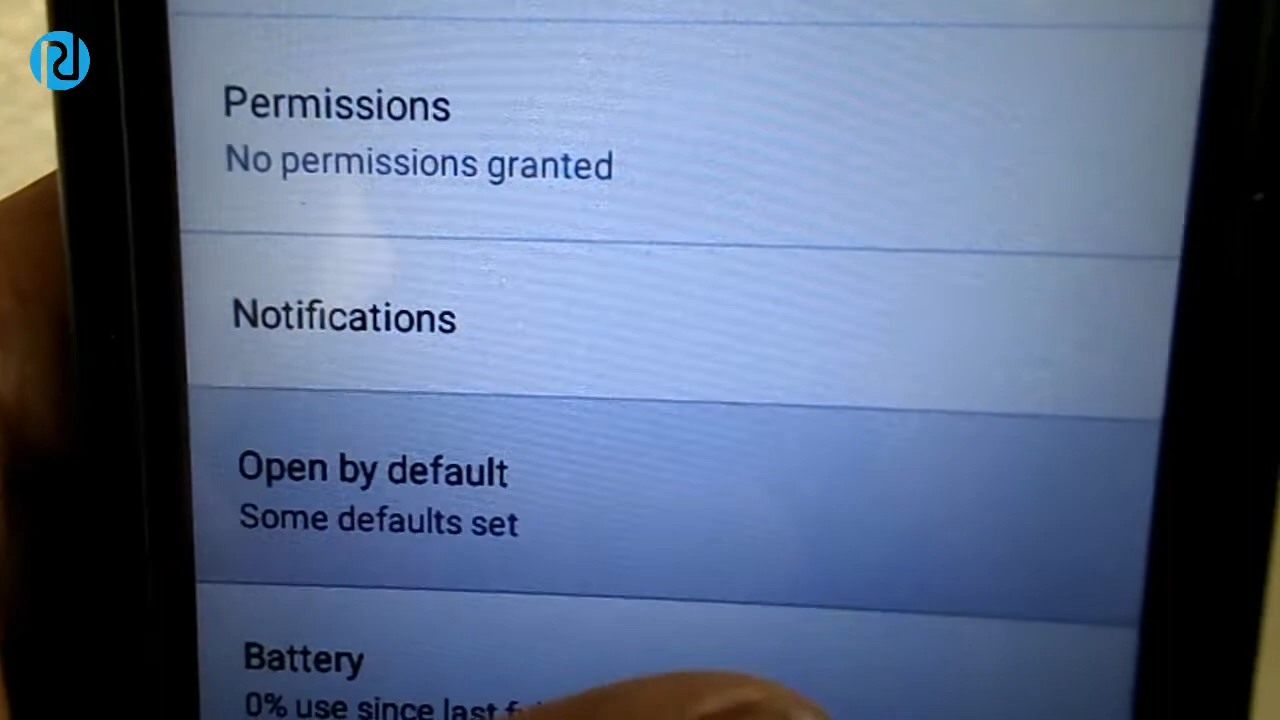 Permissions
No permissions granted
Notifications
Open by default
Some defaults set
Battery
0% use since last